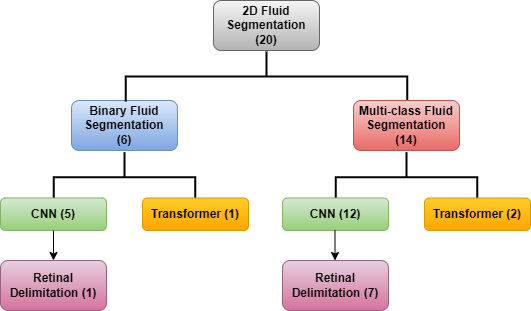 2D Fluid
Segmentation
(20)
Binary Fluid
Segmentation
(6)
Multi-class Fluid
Segmentation
(14)
CNN (5)
Transformer (1)
CNN (12)
Transformer (2)
Retinal
Delimitation (1)
Retinal
Delimitation (7)